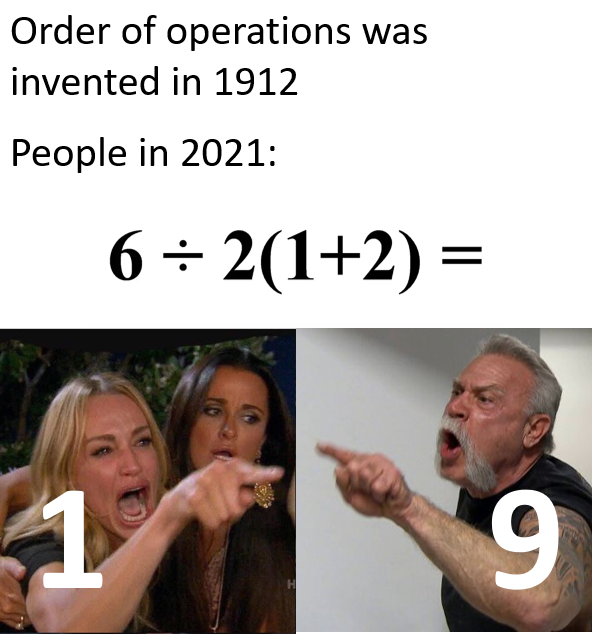 Order of operations was
invented in 1912
People in 2021:
6 ÷ 2(1+2) =
1 9
H